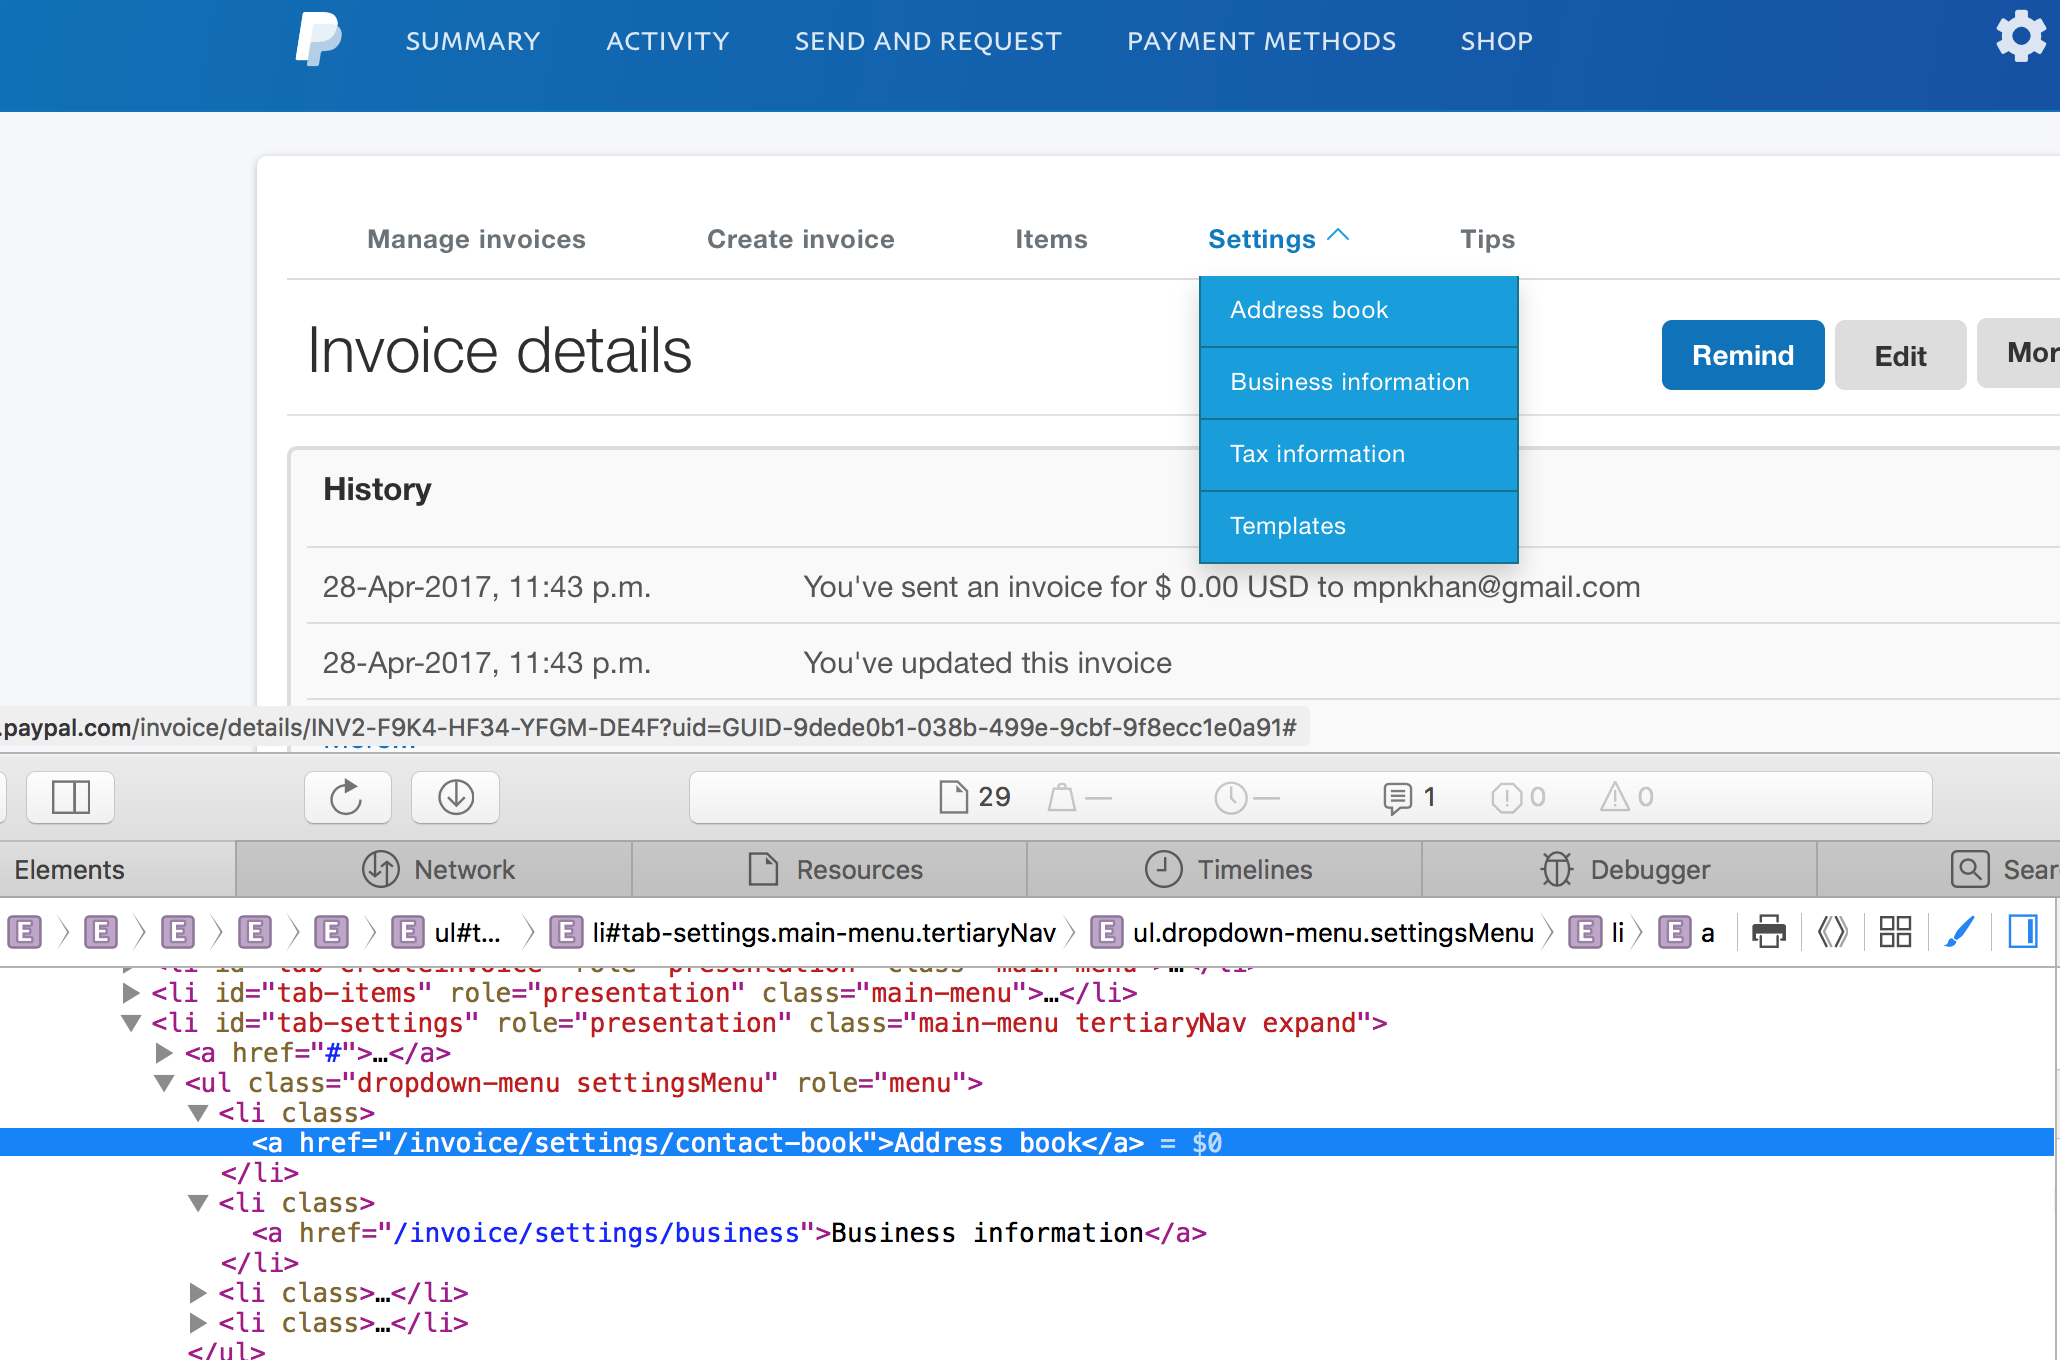 SUMMARY ACTIVITY SEND AND REQUEST PAYMENT METHODS SHOP
Manage invoices Create invoice Items Settings Tips
Address book
Business information
Tax information
Templates
Invoice details
Remind Edit Mor
History
28-Apr-2017, 11:43 p.m. You've sent an invoice for $ 0.00 USD to mpnkhan@gmail.com
28-Apr-2017, 11:43 p.m. You've updated this invoice
.paypal.com/invoice/details/INV2-F9K4-HF34-YFGM-DE4F?uid=GUID-9dede0b1-038b-499e-9cbf-9f8ecc1e0a91#
29 — — 1 0 0
Elements Network Resources Timelines Debugger Sear
E E E E E E ul#t... E li#tab-settings.main-menu.tertiaryNav E ul.dropdown-menu.settingsMenu E li E a
<li id="tab-items" role="presentation" class="main-menu">…</li>
<li id="tab-settings" role="presentation" class="main-menu tertiaryNav expand">
<a href="#">…</a>
<ul class="dropdown-menu settingsMenu" role="menu">
<li class>
<a href="/invoice/settings/contact-book">Address book</a> = $0
</li>
<li class>
<a href="/invoice/settings/business">Business information</a>
</li>
<li class>…</li>
<li class>…</li>
</ul>